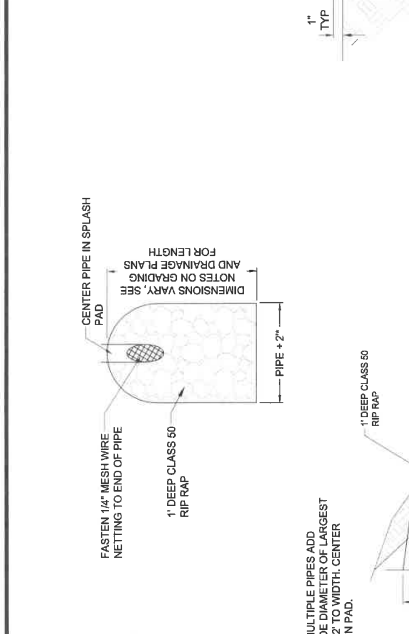 1"
TYP
CENTER PIPE IN SPLASH
PAD
DIMENSIONS VARY, SEE
NOTES ON GRADING
AND DRAINAGE PLANS
FOR LENGTH
FASTEN 1/4" MESH WIRE
NETTING TO END OF PIPE
1' DEEP CLASS 50
RIP RAP
PIPE + 2"
MULTIPLE PIPES ADD
DE DIAMETER OF LARGEST
2' TO WIDTH. CENTER
N PAD.
1' DEEP CLASS 50
RIP RAP